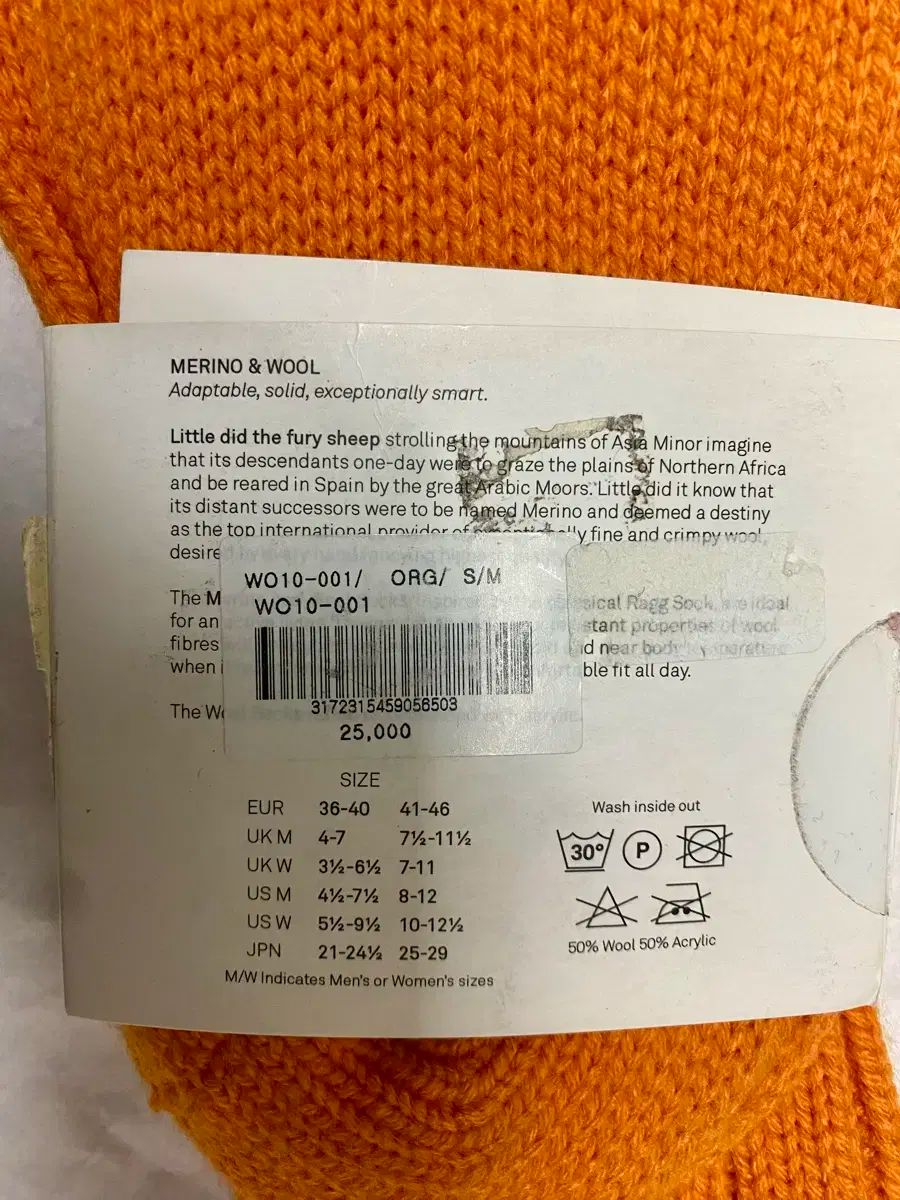 MERINO & WOOL
Adaptable, solid, exceptionally smart.
Little did the fury sheep strolling the mountains of Asia Minor imagine
that its descendants one-day were to graze the plains of Northern Africa
and be reared in Spain by the great Arabic Moors. Little did it know that
its distant successors were to be named Merino and deemed a destiny
as the top international provider of exceptionally fine and crimpy wool,
WO10-001/ ORG/ S/M
WO10-001
3172315459056503
25,000
The
for an
fibres
when
sical Ragg Sock, are ideal
properties of wool
near body temperature
fit all day.
The
SIZE
EUR 36-40 41-46
UK M 4-7 7½-11½
UK W 3½-6½ 7-11
US M 4½-7½ 8-12
US W 5½-9½ 10-12½
JPN 21-24½ 25-29
M/W Indicates Men's or Women's sizes
Wash inside out
30° P
50% Wool 50% Acrylic